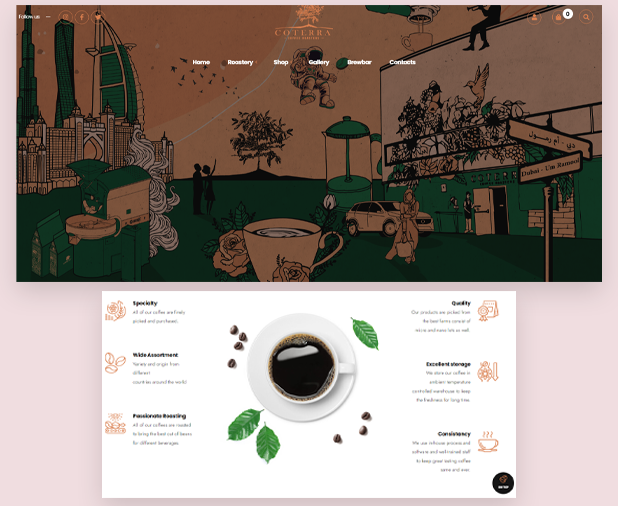 Follow us
0
COTERRA
Home Roastery Shop Gallery Brewbar Contacts
دبي - أم رمول
Dubai - Um Ramool
Specialty
All of our coffee are finely
picked and purchased.
Wide Assortment
Variety and origin from
different
countries around the world
Passionate Roasting
All of our coffees are roasted
to bring the best out of beans
for different beverages.
Quality
Our products are picked from
the best farms consist of
micro and nano lots as well.
Excellent storage
We store our coffee in
ambient temperature
controlled warehouse to keep
the freshness for long time.
Consistency
We use in-house process and
software and well trained staff
to keep great tasting coffee
same and over.